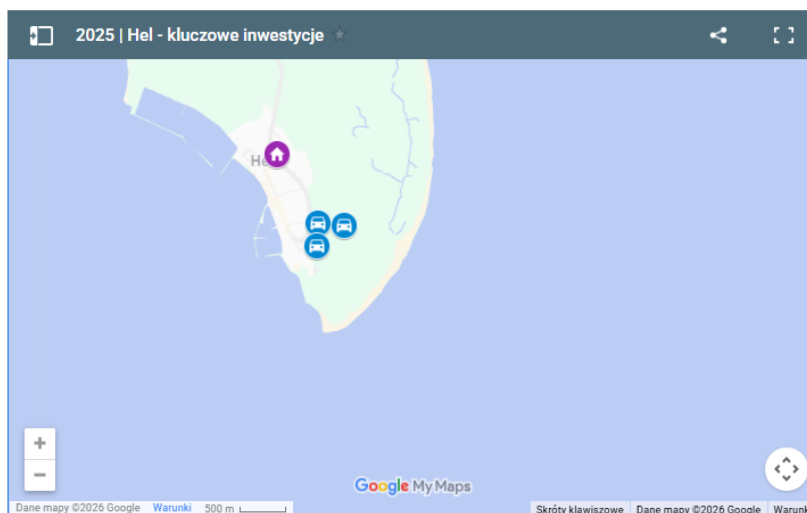 2025 | Hel - kluczowe inwestycje
Google My Maps
Dane mapy ©2026 Google Warunki 500 m
Skróty klawiszowe Dane mapy ©2026 Google